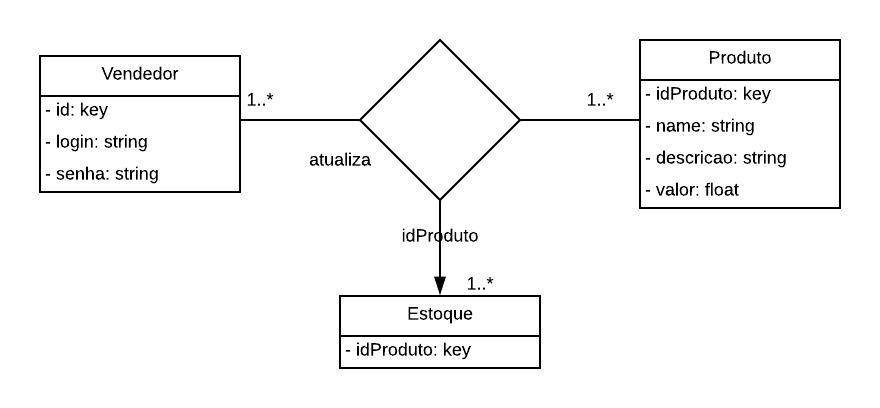 Vendedor
- id: key
- login: string
- senha: string
1..*
atualiza
1..*
Produto
- idProduto: key
- name: string
- descricao: string
- valor: float
idProduto
1..*
Estoque
- idProduto: key